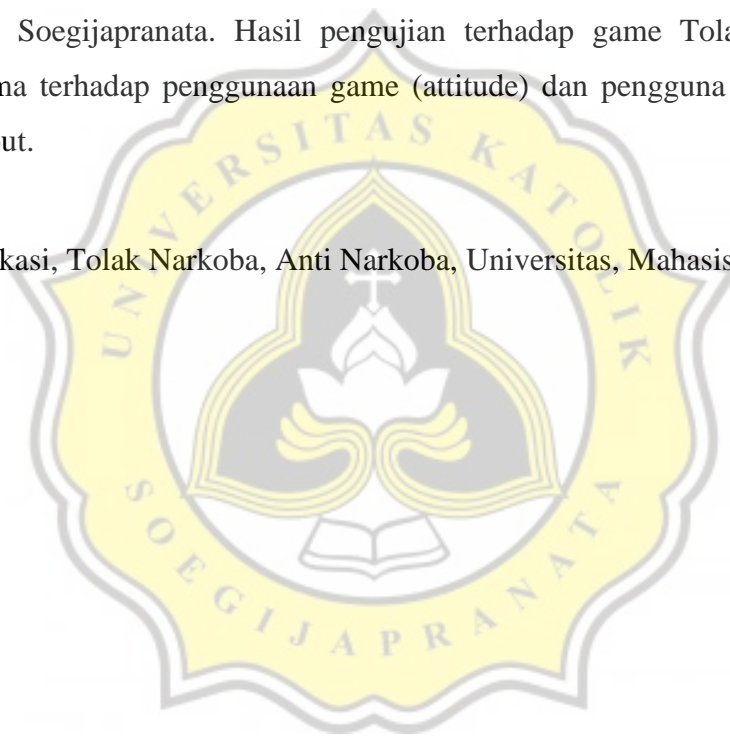 Soegijapranata. Hasil pengujian terhadap game Tola
ma terhadap penggunaan game (attitude) dan pengguna
ut.
kasi, Tolak Narkoba, Anti Narkoba, Universitas, Mahasis
UNIVERSITAS KATOLIK
SOEGIJAPRANATA